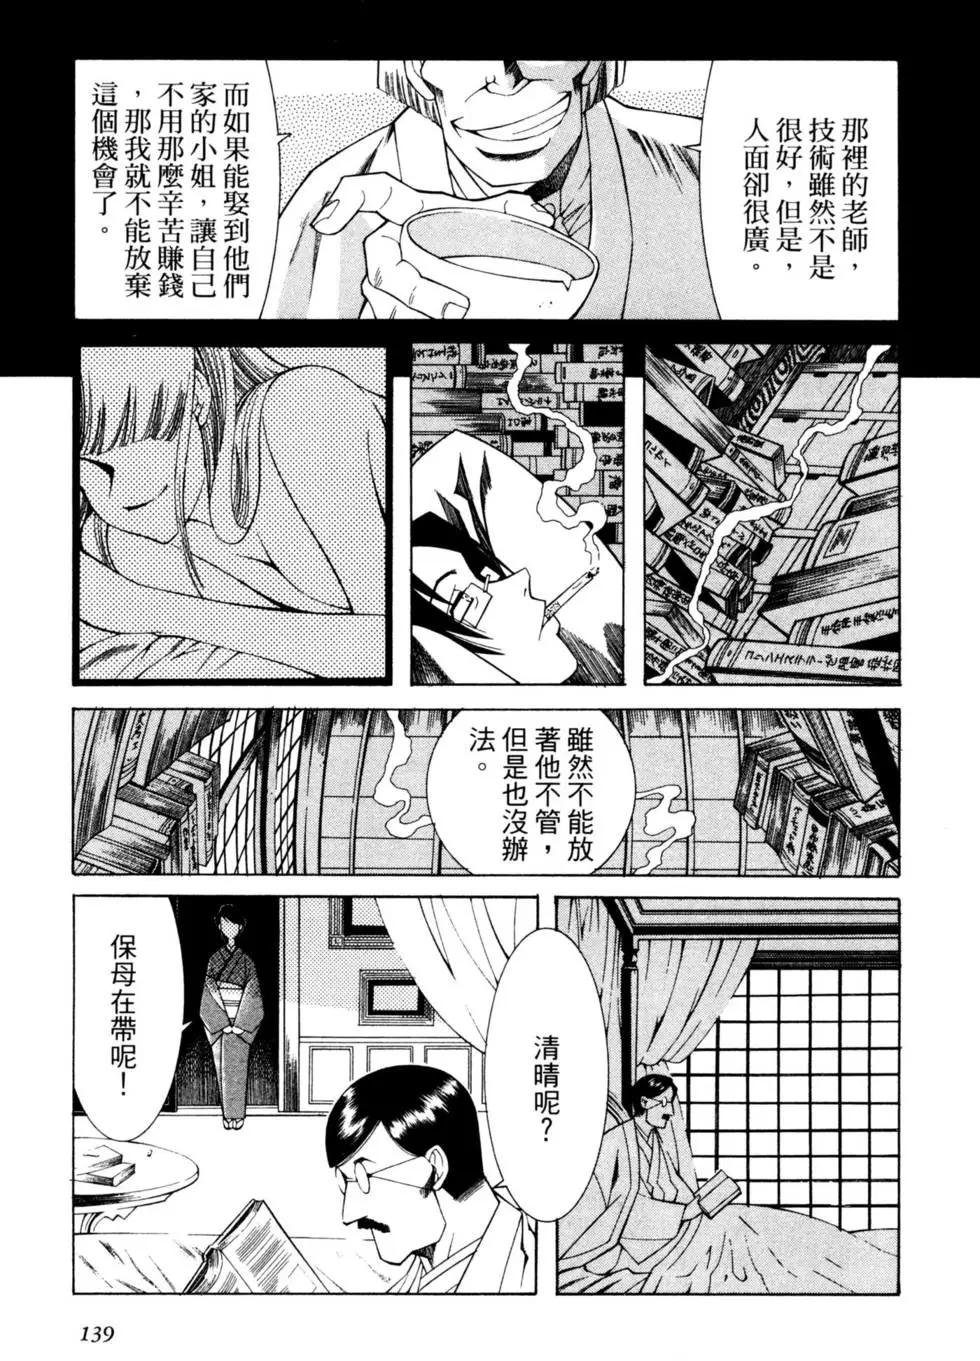 那裡的老師，
技術雖然不是
很好，但是，
人面卻很廣。
而如果能娶到他們
家的小姐，讓自己
不用那麼辛苦賺錢
，那我就不能放棄
這個機會了。
雖然不能放
著他不管，
但是也沒辦
法。
清晴呢？
保母在帶呢！
139